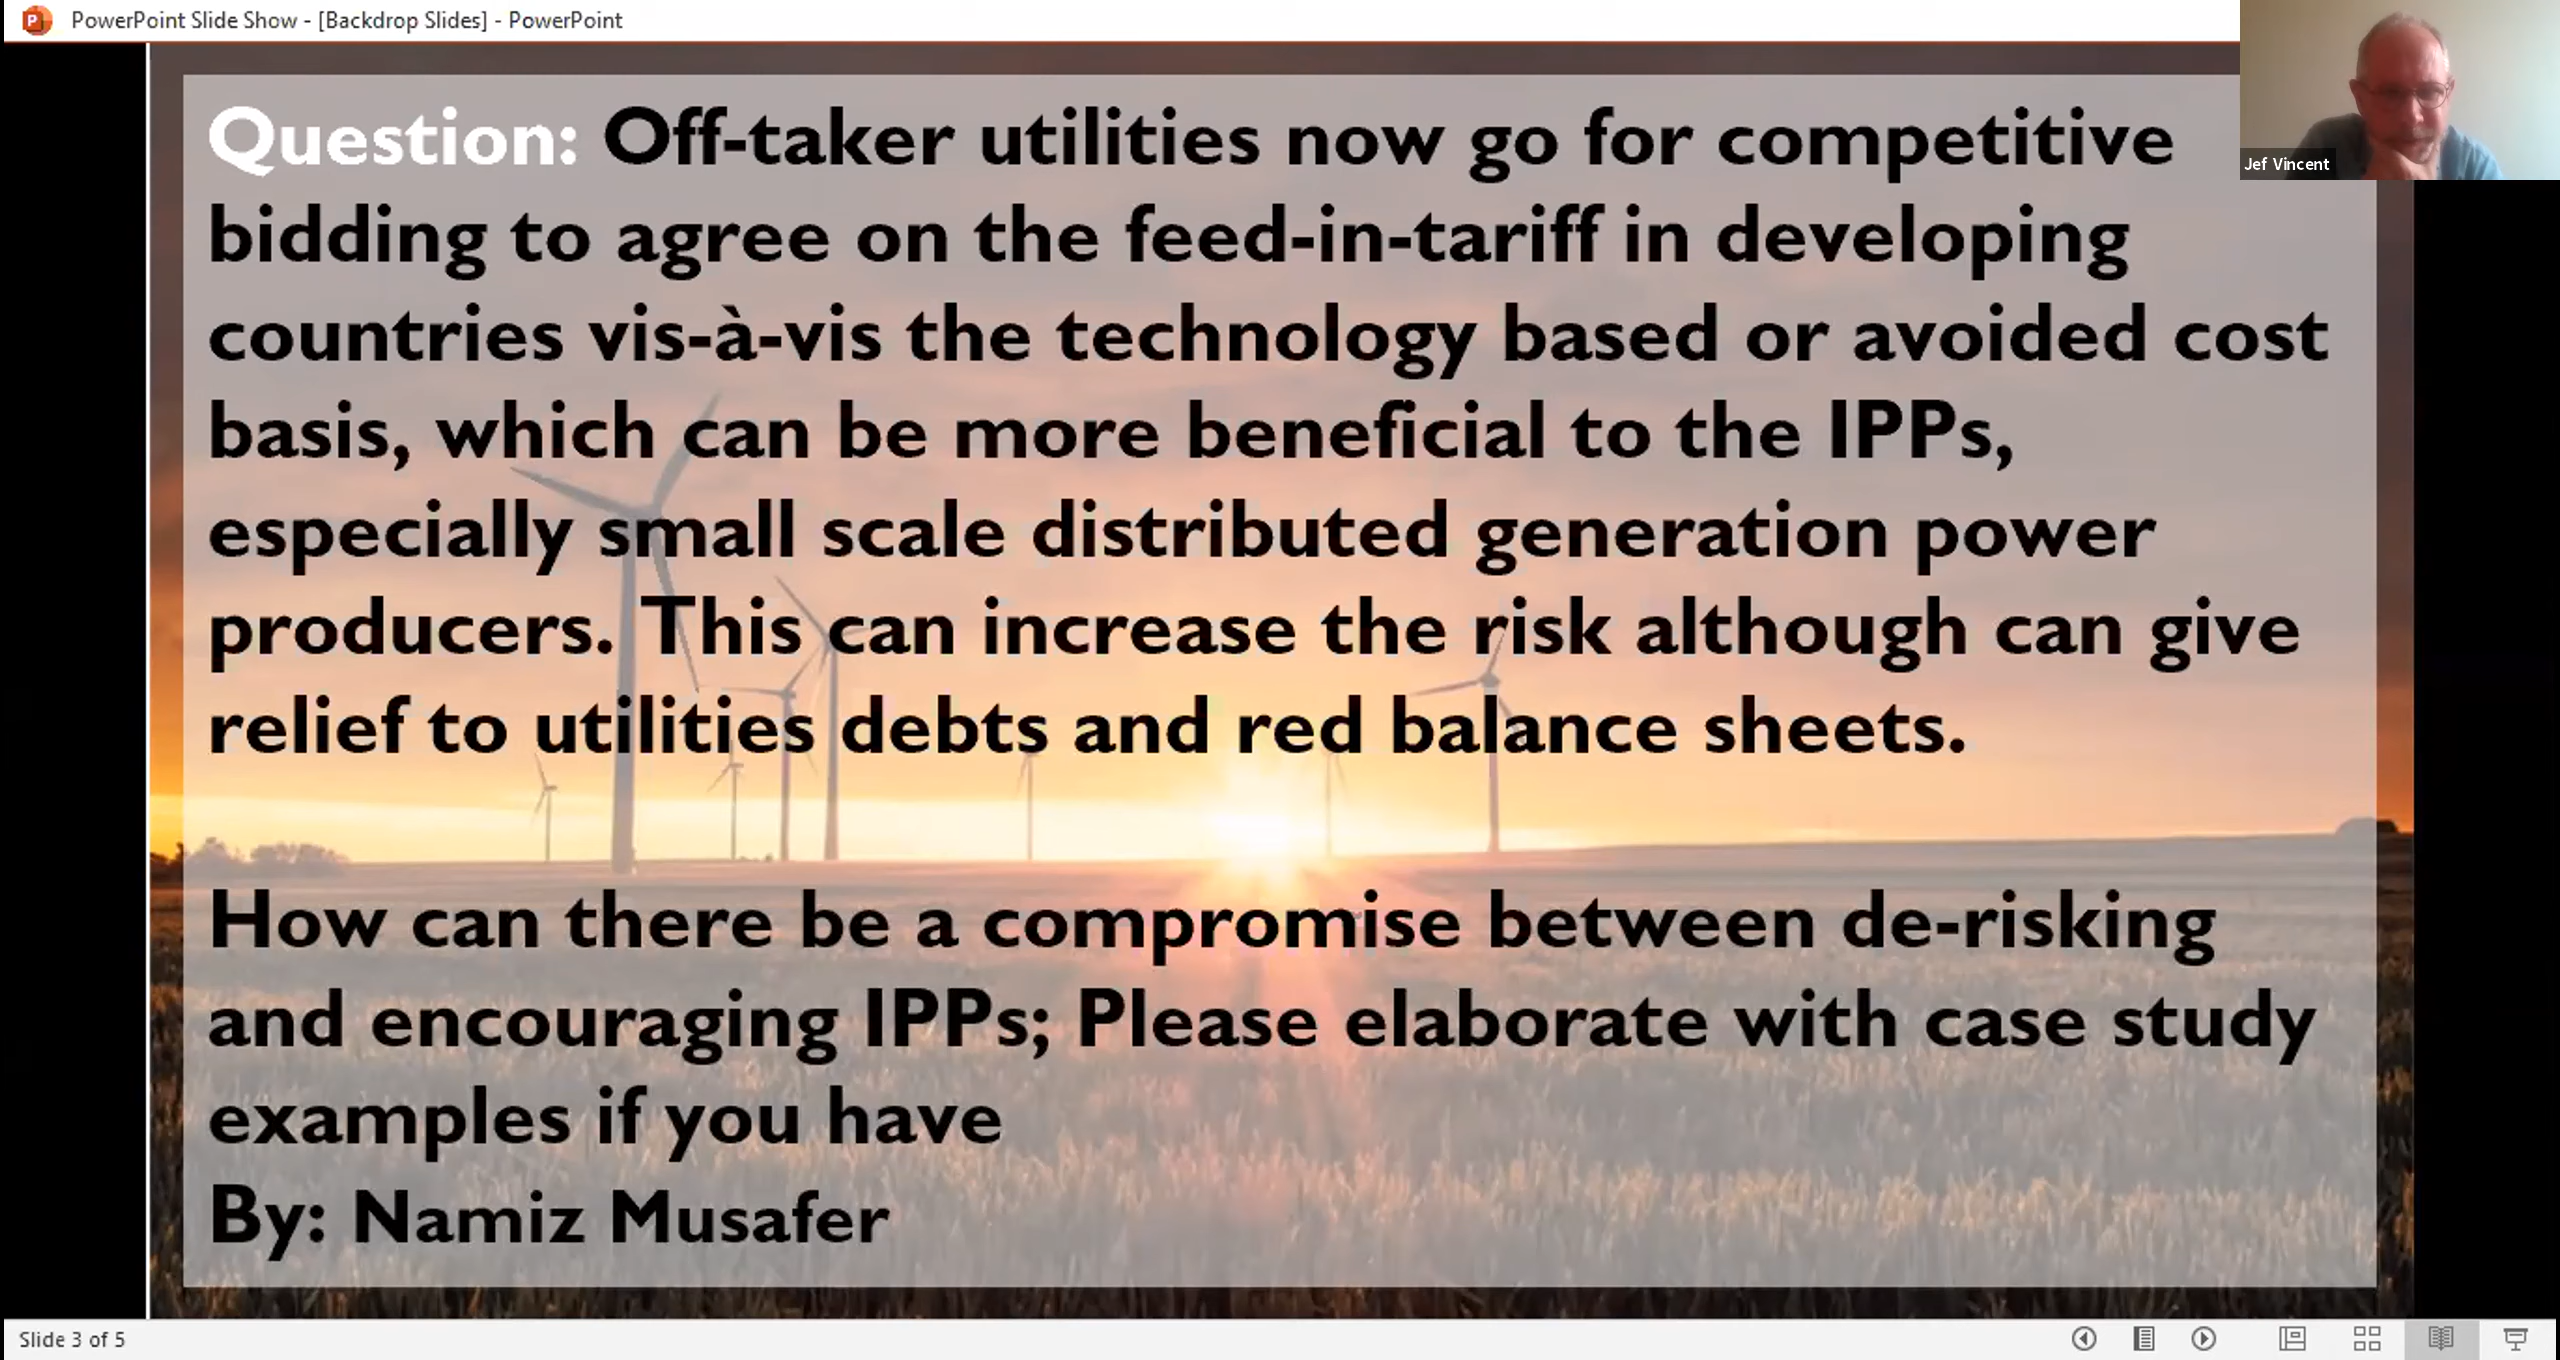 PowerPoint Slide Show - [Backdrop Slides] - PowerPoint
Jef Vincent
Question: Off-taker utilities now go for competitive
bidding to agree on the feed-in-tariff in developing
countries vis-à-vis the technology based or avoided cost
basis, which can be more beneficial to the IPPs,
especially small scale distributed generation power
producers. This can increase the risk although can give
relief to utilities debts and red balance sheets.
How can there be a compromise between de-risking
and encouraging IPPs; Please elaborate with case study
examples if you have
By: Namiz Musafer
Slide 3 of 5